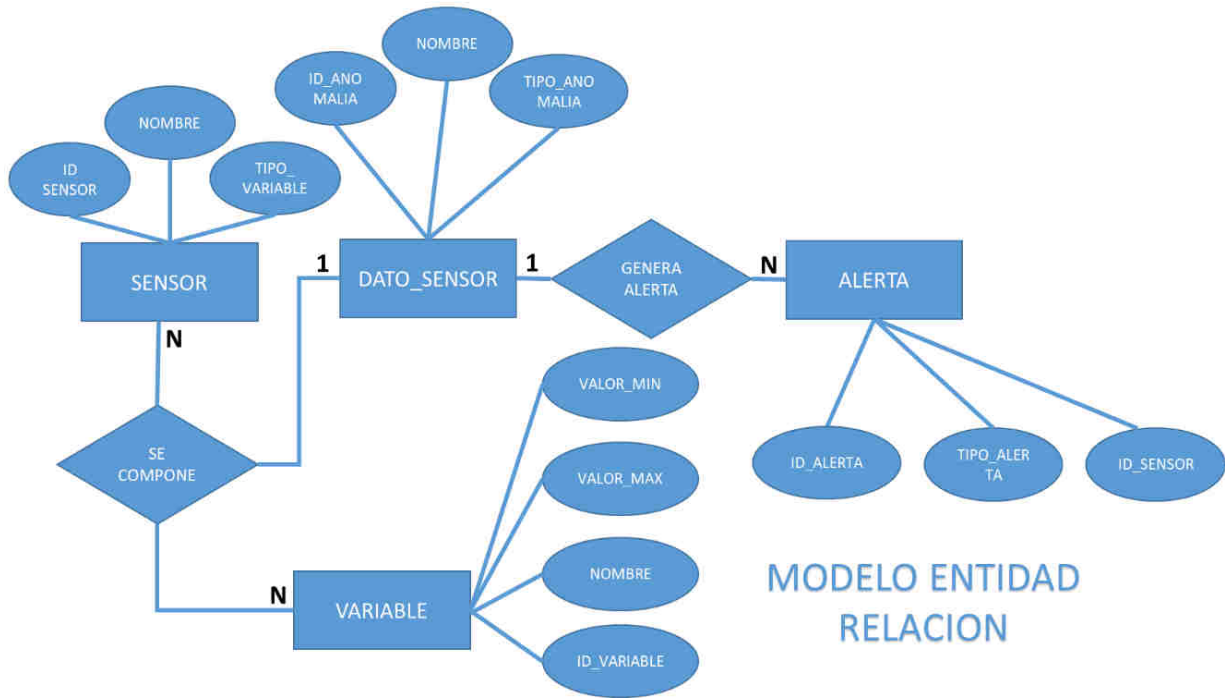 NOMBRE
ID_ANO
MALIA
TIPO_ANO
MALIA
NOMBRE
ID
SENSOR
TIPO_
VARIABLE
SENSOR
N
1
DATO_SENSOR
1
GENERA
ALERTA
N
ALERTA
SE
COMPONE
VALOR_MIN
VALOR_MAX
NOMBRE
ID_VARIABLE
N
VARIABLE
ID_ALERTA
TIPO_ALER
TA
ID_SENSOR
MODELO ENTIDAD
RELACION